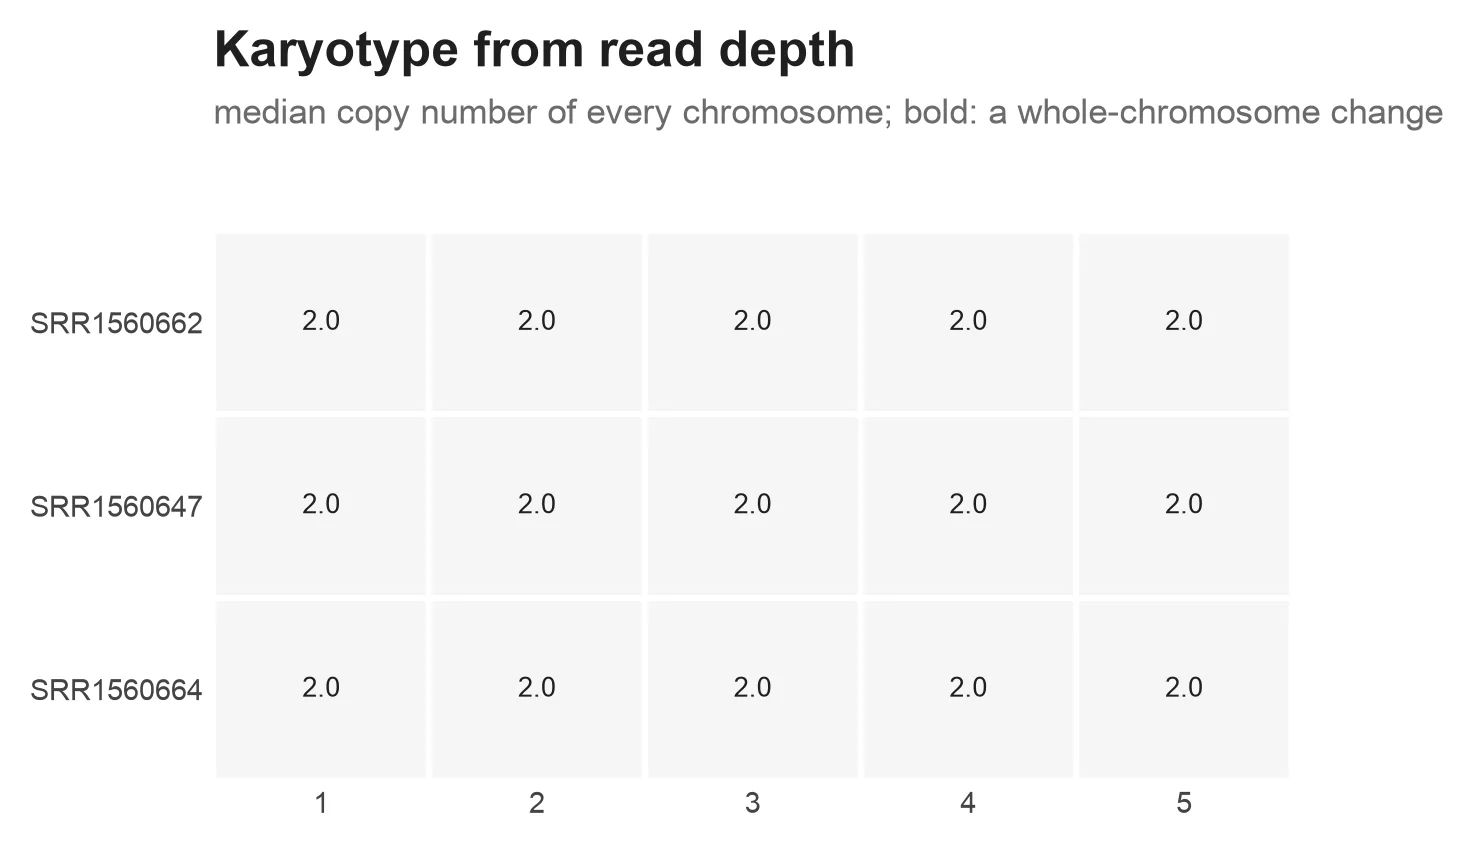 Karyotype from read depth
median copy number of every chromosome; bold: a whole-chromosome change
SRR1560662 2.0 2.0 2.0 2.0 2.0
SRR1560647 2.0 2.0 2.0 2.0 2.0
SRR1560664 2.0 2.0 2.0 2.0 2.0
1 2 3 4 5